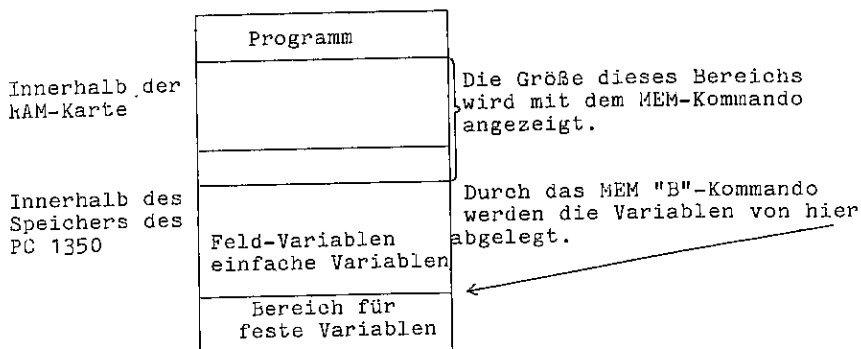 Programm
Innerhalb der
RAM-Karte
Die Größe dieses Bereichs
wird mit dem MEM-Kommando
angezeigt.
Innerhalb des
Speichers des
PC 1350
Feld-Variablen
einfache Variablen
Durch das MEM "B"-Kommando
werden die Variablen von hier
abgelegt.
Bereich für
feste Variablen